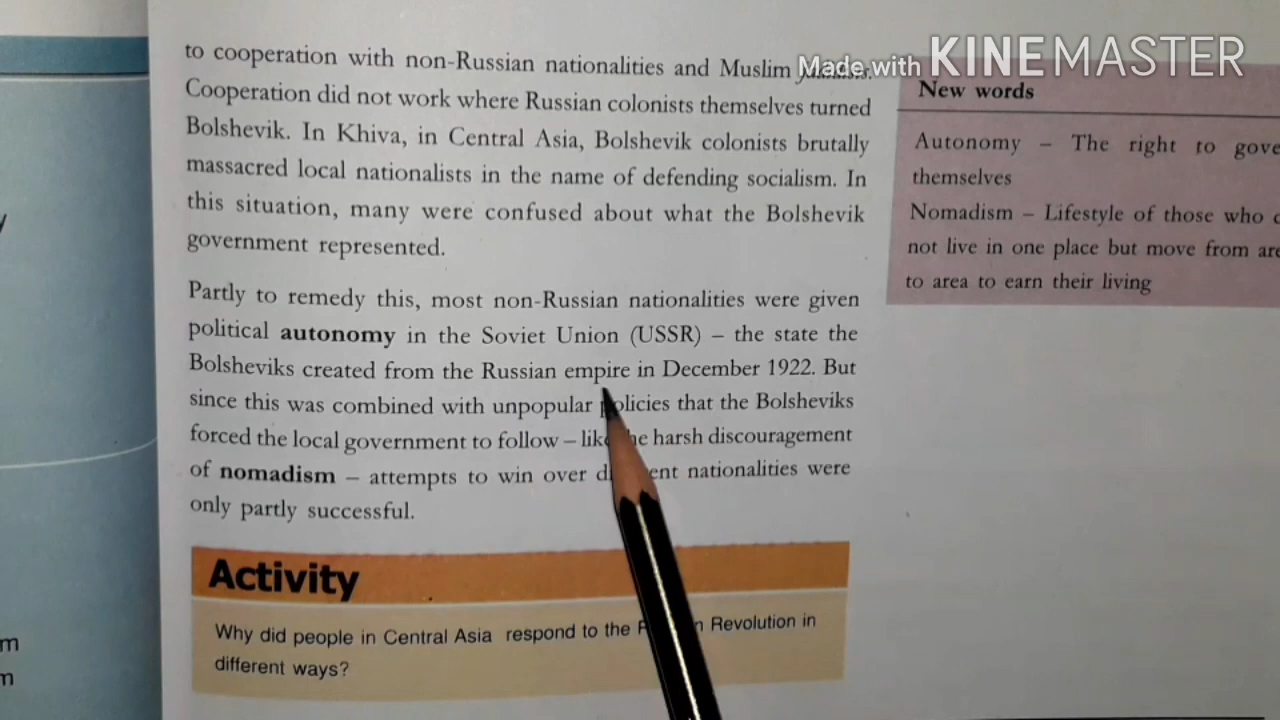 to cooperation with non-Russian nationalities and Muslim
Made with KINEMASTER
Cooperation did not work where Russian colonists themselves turned
Bolshevik. In Khiva, in Central Asia, Bolshevik colonists brutally
massacred local nationalists in the name of defending socialism. In
this situation, many were confused about what the Bolshevik
government represented.
Partly to remedy this, most non-Russian nationalities were given
political autonomy in the Soviet Union (USSR) – the state the
Bolsheviks created from the Russian empire in December 1922. But
since this was combined with unpopular policies that the Bolsheviks
forced the local government to follow – like the harsh discouragement
of nomadism – attempts to win over different nationalities were
only partly successful.
Activity
Why did people in Central Asia respond to the Revolution in
different ways?
New words
Autonomy – The right to
themselves
Nomadism – Lifestyle of those who
not live in one place but move from
to area to earn their living
m
m